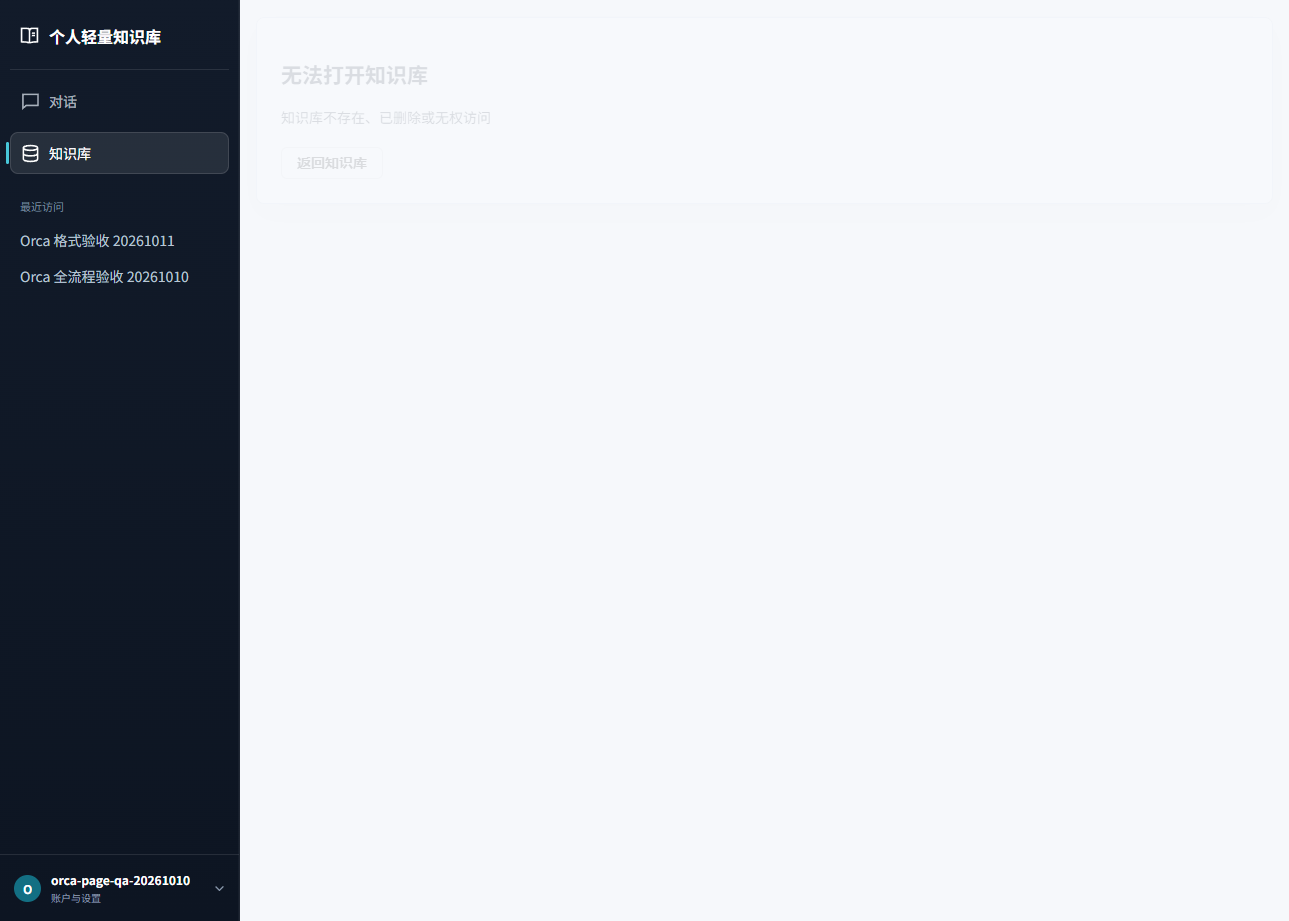 个人轻量知识库
对话
知识库
最近访问
Orca 格式验收 20261011
Orca 全流程验收 20261010
O
orca-page-qa-20261010
账户与设置
无法打开知识库
知识库不存在、已删除或无权访问
返回知识库